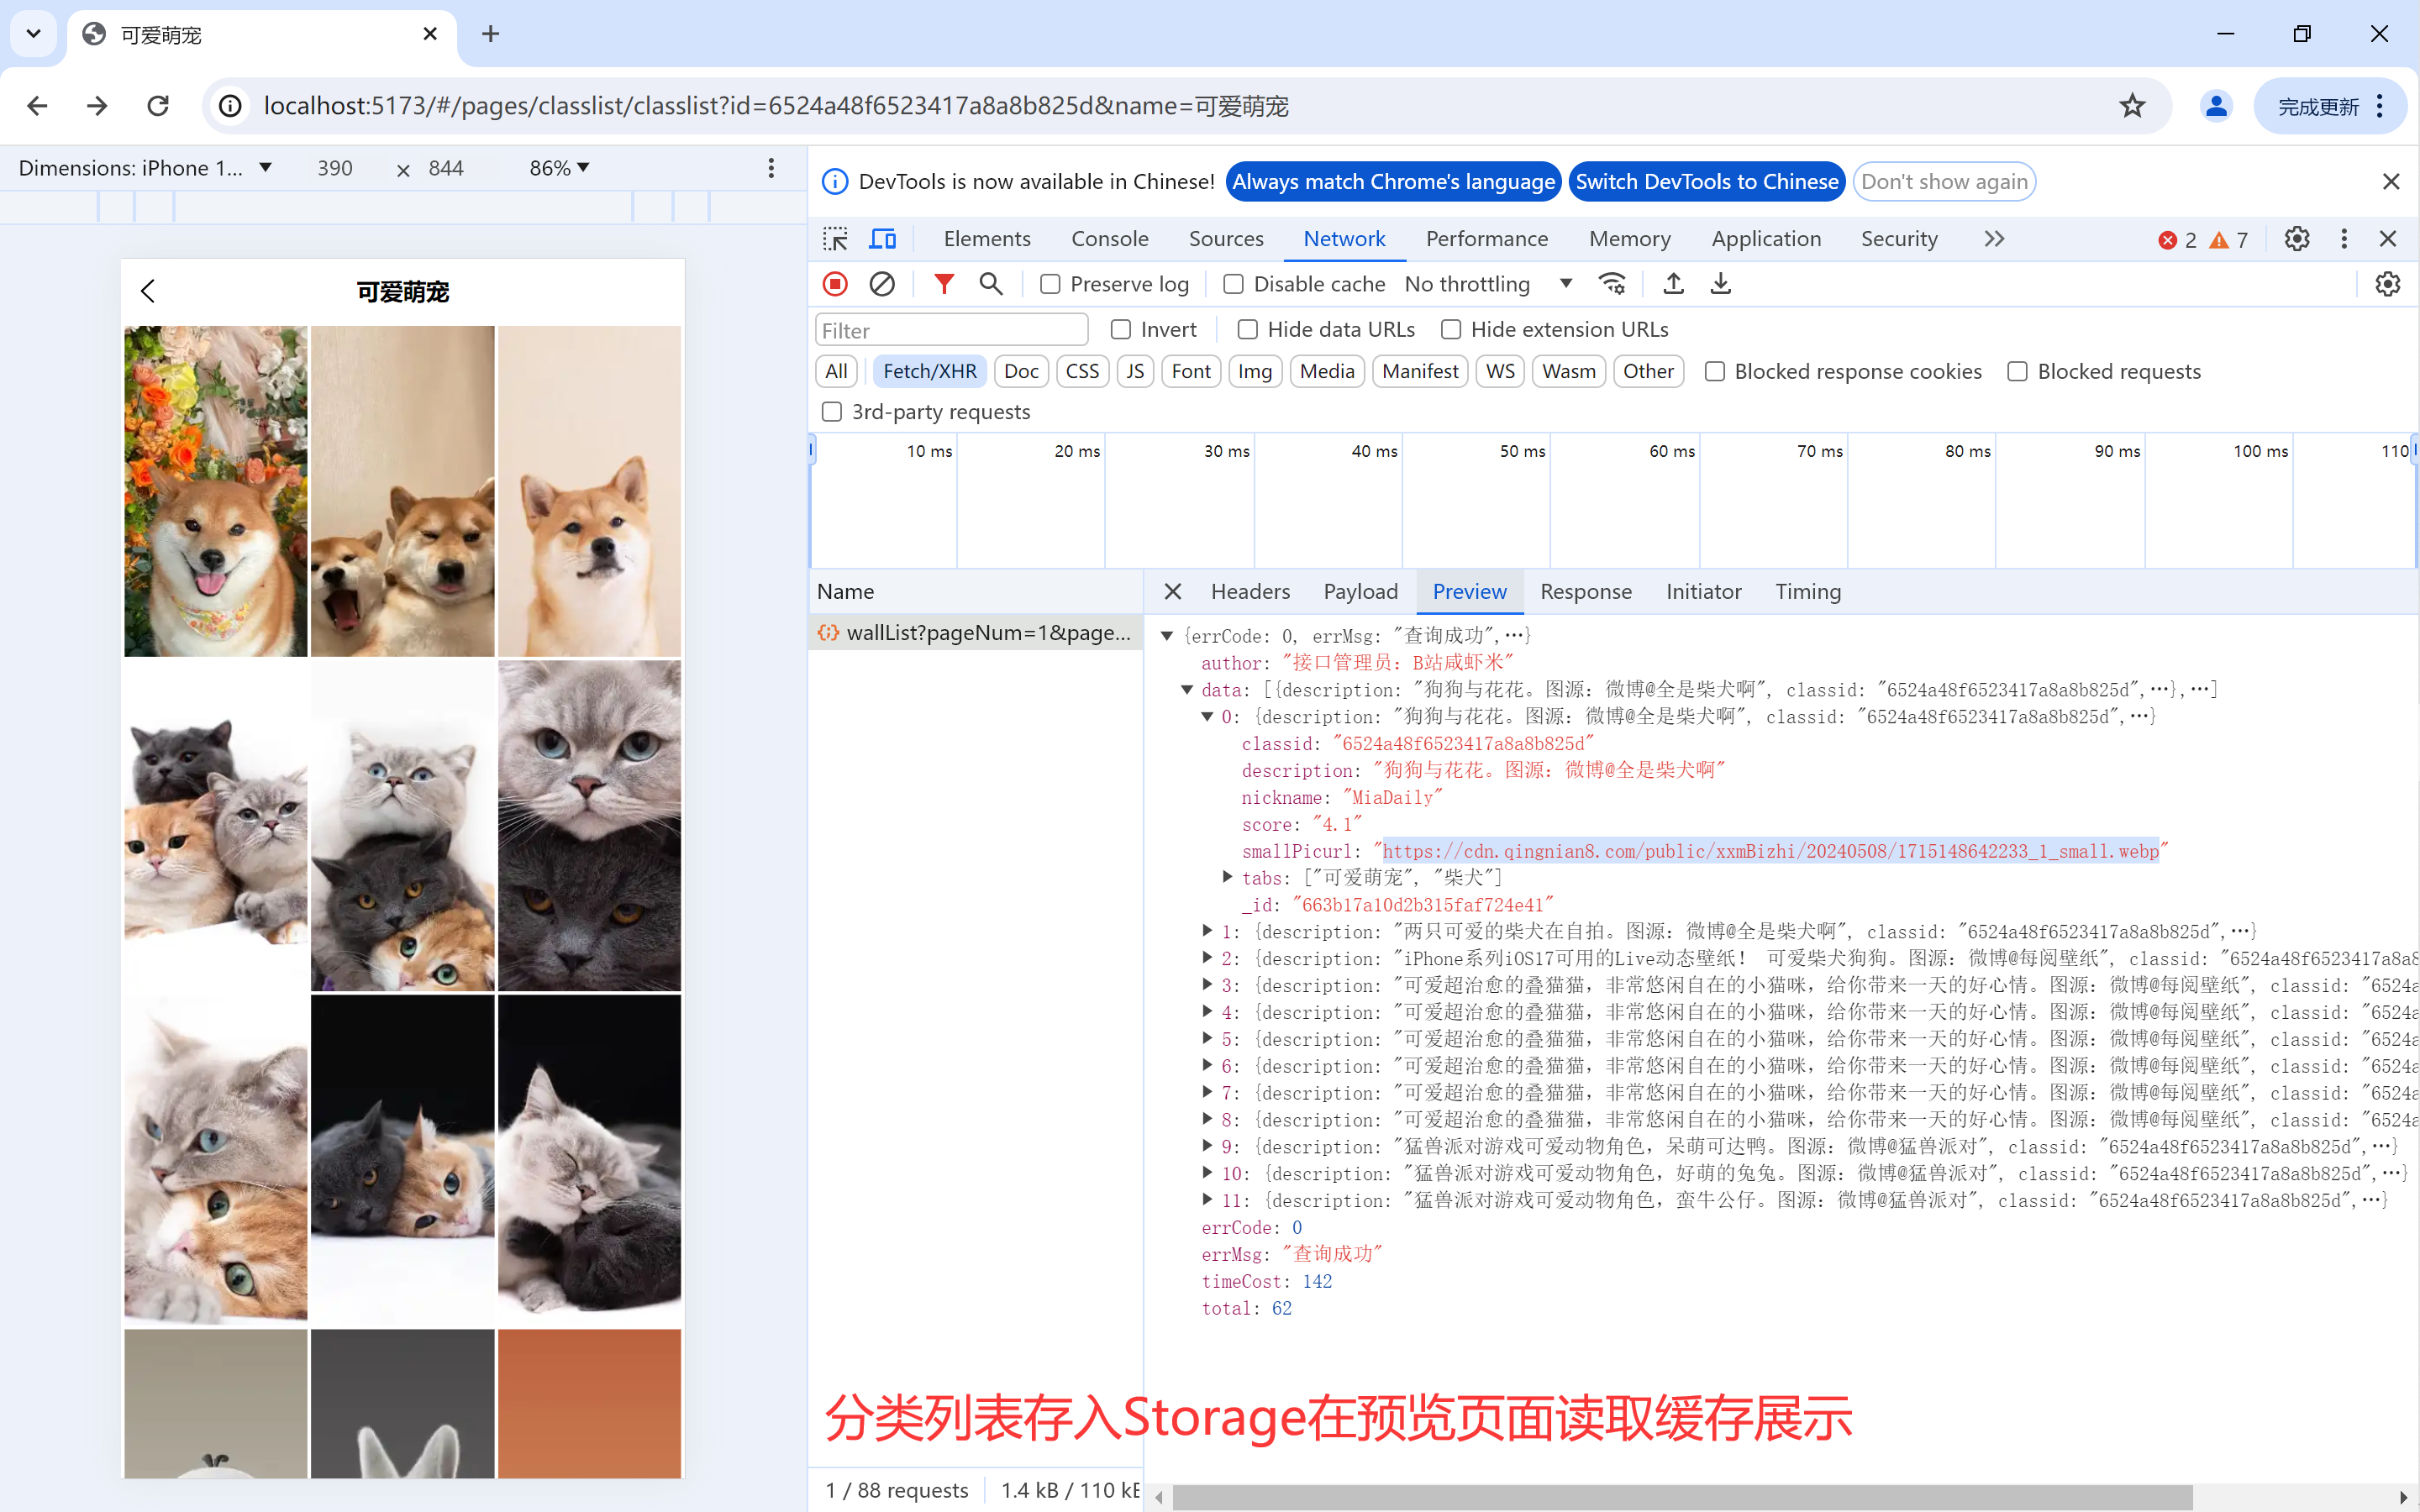 可爱萌宠
localhost:5173/#/pages/classlist/classlist?id=6524a48f6523417a8a8b825d&name=可爱萌宠
完成更新
Dimensions: iPhone 1... 390 × 844 86%
DevTools is now available in Chinese! Always match Chrome's language Switch DevTools to Chinese Don't show again
Elements Console Sources Network Performance Memory Application Security 2 7
Preserve log Disable cache No throttling
Filter Invert Hide data URLs Hide extension URLs
All Fetch/XHR Doc CSS JS Font Img Media Manifest WS Wasm Other Blocked response cookies Blocked requests
3rd-party requests
10 ms 20 ms 30 ms 40 ms 50 ms 60 ms 70 ms 80 ms 90 ms 100 ms 110
可爱萌宠
Name Headers Payload Preview Response Initiator Timing
wallList?pageNum=1&page...
{errCode: 0, errMsg: "查询成功",…}
author: "接口管理员：B站咸虾米"
data: [{description: "狗狗与花花。图源：微博@全是柴犬啊", classid: "6524a48f6523417a8a8b825d",…},…]
0: {description: "狗狗与花花。图源：微博@全是柴犬啊", classid: "6524a48f6523417a8a8b825d",…}
classid: "6524a48f6523417a8a8b825d"
description: "狗狗与花花。图源：微博@全是柴犬啊"
nickname: "MiaDaily"
score: "4.1"
smallPicurl: "https://cdn.qingnian8.com/public/xxmBizhi/20240508/1715148642233_1_small.webp"
tabs: ["可爱萌宠", "柴犬"]
_id: "663b17a10d2b315faf724e41"
1: {description: "两只可爱的柴犬在自拍。图源：微博@全是柴犬啊", classid: "6524a48f6523417a8a8b825d",…}
2: {description: "iPhone系列iOS17可用的Live动态壁纸！ 可爱柴犬狗狗。图源：微博@每阅壁纸", classid: "6524a48f6523417a8a8
3: {description: "可爱超治愈的叠猫猫，非常悠闲自在的小猫咪，给你带来一天的好心情。图源：微博@每阅壁纸", classid: "6524a
4: {description: "可爱超治愈的叠猫猫，非常悠闲自在的小猫咪，给你带来一天的好心情。图源：微博@每阅壁纸", classid: "6524a
5: {description: "可爱超治愈的叠猫猫，非常悠闲自在的小猫咪，给你带来一天的好心情。图源：微博@每阅壁纸", classid: "6524a
6: {description: "可爱超治愈的叠猫猫，非常悠闲自在的小猫咪，给你带来一天的好心情。图源：微博@每阅壁纸", classid: "6524a
7: {description: "可爱超治愈的叠猫猫，非常悠闲自在的小猫咪，给你带来一天的好心情。图源：微博@每阅壁纸", classid: "6524a
8: {description: "可爱超治愈的叠猫猫，非常悠闲自在的小猫咪，给你带来一天的好心情。图源：微博@每阅壁纸", classid: "6524a
9: {description: "猛兽派对游戏可爱动物角色，呆萌可达鸭。图源：微博@猛兽派对", classid: "6524a48f6523417a8a8b825d",…}
10: {description: "猛兽派对游戏可爱动物角色，好萌的兔兔。图源：微博@猛兽派对", classid: "6524a48f6523417a8a8b825d",…}
11: {description: "猛兽派对游戏可爱动物角色，蛮牛公仔。图源：微博@猛兽派对", classid: "6524a48f6523417a8a8b825d",…}
errCode: 0
errMsg: "查询成功"
timeCost: 142
total: 62
分类列表存入Storage在预览页面读取缓存展示
1 / 88 requests 1.4 kB / 110 kB